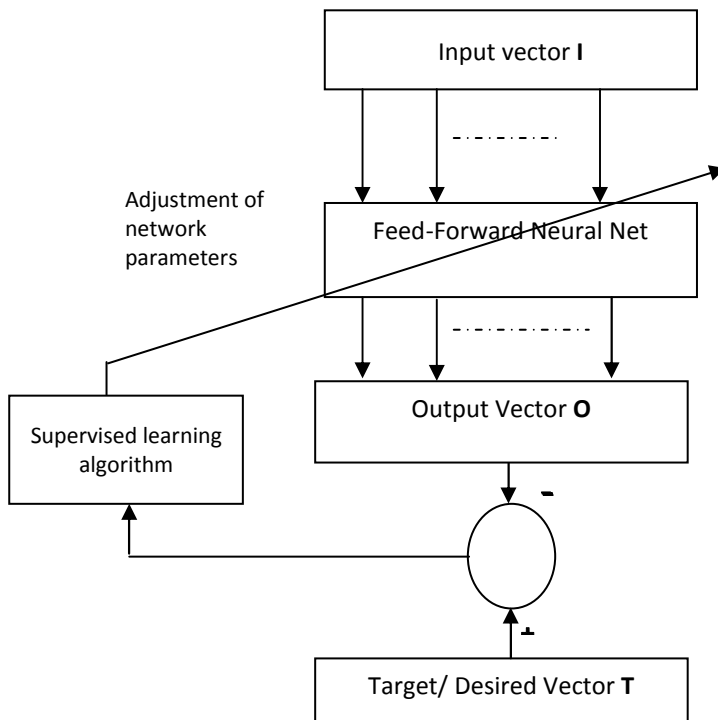 Input vector I
Adjustment of
network
parameters
Feed-Forward Neural Net
Output Vector O
Supervised learning
algorithm
-
+
Target/ Desired Vector T